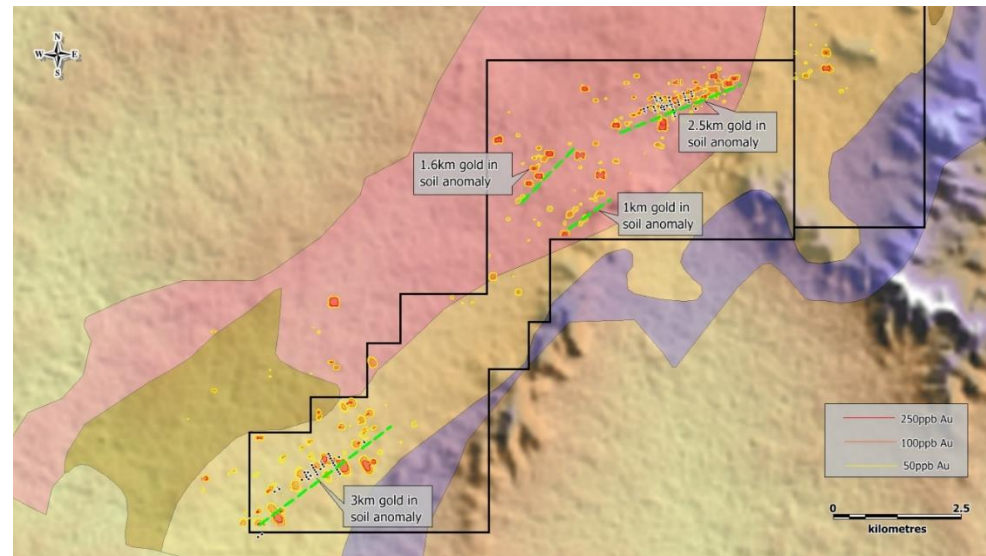 N
W E
S
2.5km gold in
soil anomaly
1.6km gold in
soil anomaly
1km gold in
soil anomaly
3km gold in
soil anomaly
250ppb Au
100ppb Au
50ppb Au
0 2.5
kilometres